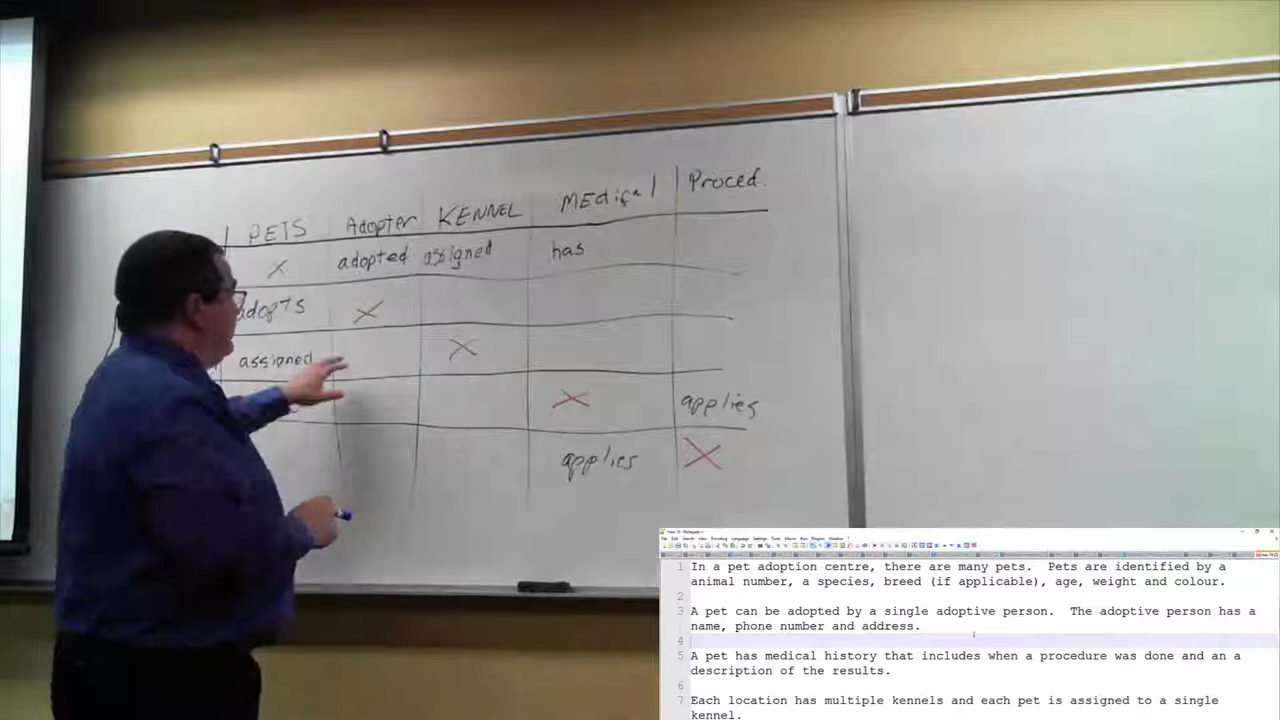 PETS Adopter KENNEL MEdical Proced.
adopted assigned has
adopts
assigned
applies
applies
1 In a pet adoption centre, there are many pets. Pets are identified by a
animal number, a species, breed (if applicable), age, weight and colour.
2
3 A pet can be adopted by a single adoptive person. The adoptive person has a
name, phone number and address.
4
5 A pet has medical history that includes when a procedure was done and an a
description of the results.
6
7 Each location has multiple kennels and each pet is assigned to a single
kennel.